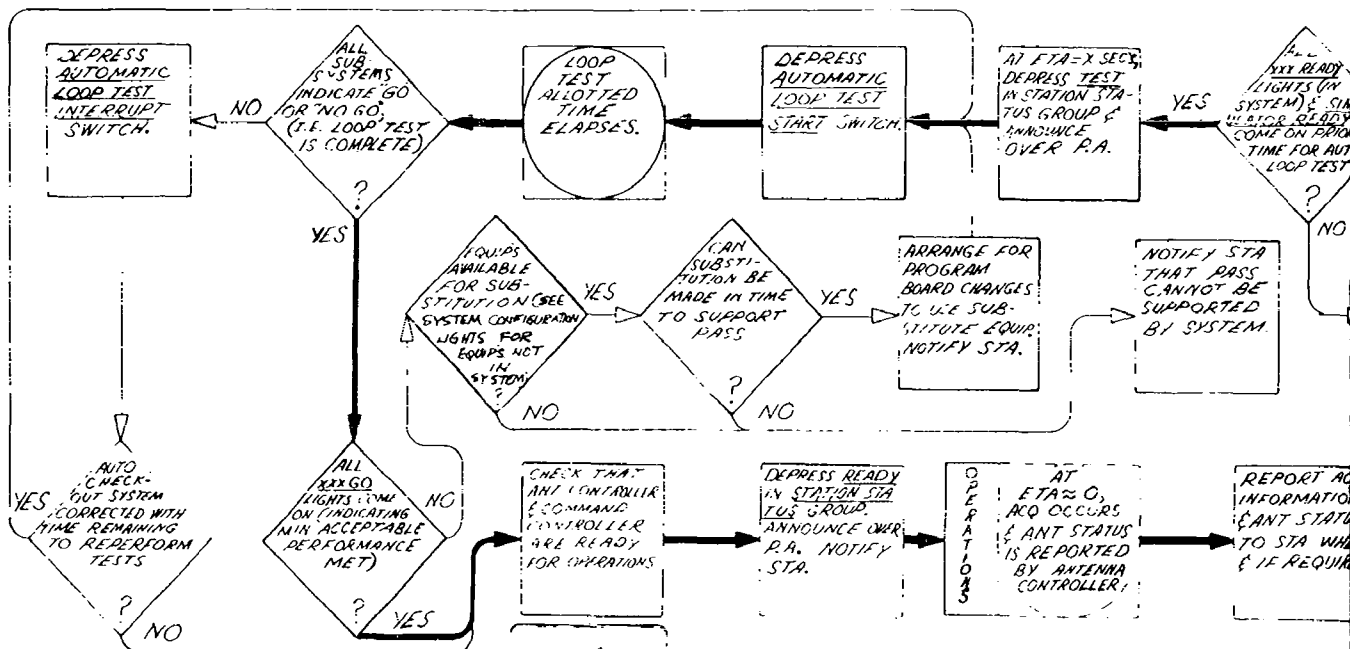 DEPRESS
AUTOMATIC
LOOP TEST
INTERRUPT
SWITCH.
NO
ALL
SUB-
SYSTEMS
INDICATE "GO"
OR "NO GO,"
(I.E. LOOP TEST
IS COMPLETE)
?
YES
LOOP
TEST
ALLOTTED
TIME
ELAPSES.
DEPRESS
AUTOMATIC
LOOP TEST
START SWITCH.
AT ETA=X SECS,
DEPRESS TEST
IN STATION STA-
TUS GROUP &
ANNOUNCE
OVER P.A.
YES
ALL
XXX READY
LIGHTS (IN
SYSTEM) & SIM
ULATOR READY
COME ON PRIOR
TIME FOR AUT
LOOP TEST
?
NO
EQUIPS
AVAILABLE
FOR SUB-
STITUTION (SEE
SYSTEM CONFIGURATION
LIGHTS FOR
EQUIPS NOT
IN
SYSTEM)
?
YES
NO
CAN
SUBSTI-
TUTION BE
MADE IN TIME
TO SUPPORT
PASS
?
YES
NO
ARRANGE FOR
PROGRAM
BOARD CHANGES
TO USE SUB-
STITUTE EQUIP.
NOTIFY STA.
NOTIFY STA
THAT PASS
CANNOT BE
SUPPORTED
BY SYSTEM.
AUTO
CHECK-
OUT SYSTEM
CORRECTED WITH
TIME REMAINING
TO REPERFORM
TESTS
?
YES
NO
ALL
XXX GO
LIGHTS COME
ON (INDICATING
MIN ACCEPTABLE
PERFORMANCE
MET)
?
NO
YES
CHECK THAT
ANT CONTROLLER
& COMMAND
CONTROLLER
ARE READY
FOR OPERATIONS
DEPRESS READY
IN STATION STA
TUS GROUP.
ANNOUNCE OVER
P.A. NOTIFY
STA.
OPERATIONS
AT
ETA≈0,
ACQ OCCURS
& ANT STATUS
IS REPORTED
BY ANTENNA
CONTROLLER,
REPORT AC
INFORMATION
& ANT STATUS
TO STA WHE
& IF REQUIR